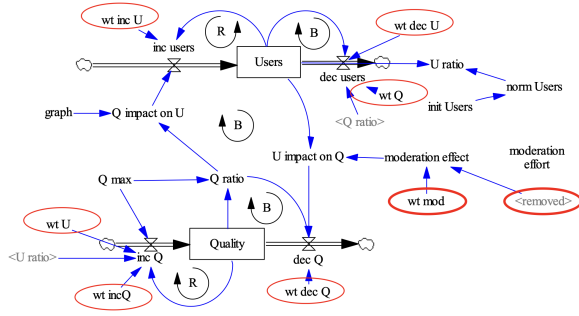 wt inc U
R
B
wt dec U
inc users
Users
dec users
U ratio
wt Q
norm Users
graph
Q impact on U
<Q ratio>
init Users
B
U impact on Q
moderation effect
moderation
effort
Q max
Q ratio
wt mod
<removed>
B
wt U
Quality
<U ratio>
inc Q
dec Q
R
wt incQ
wt dec Q